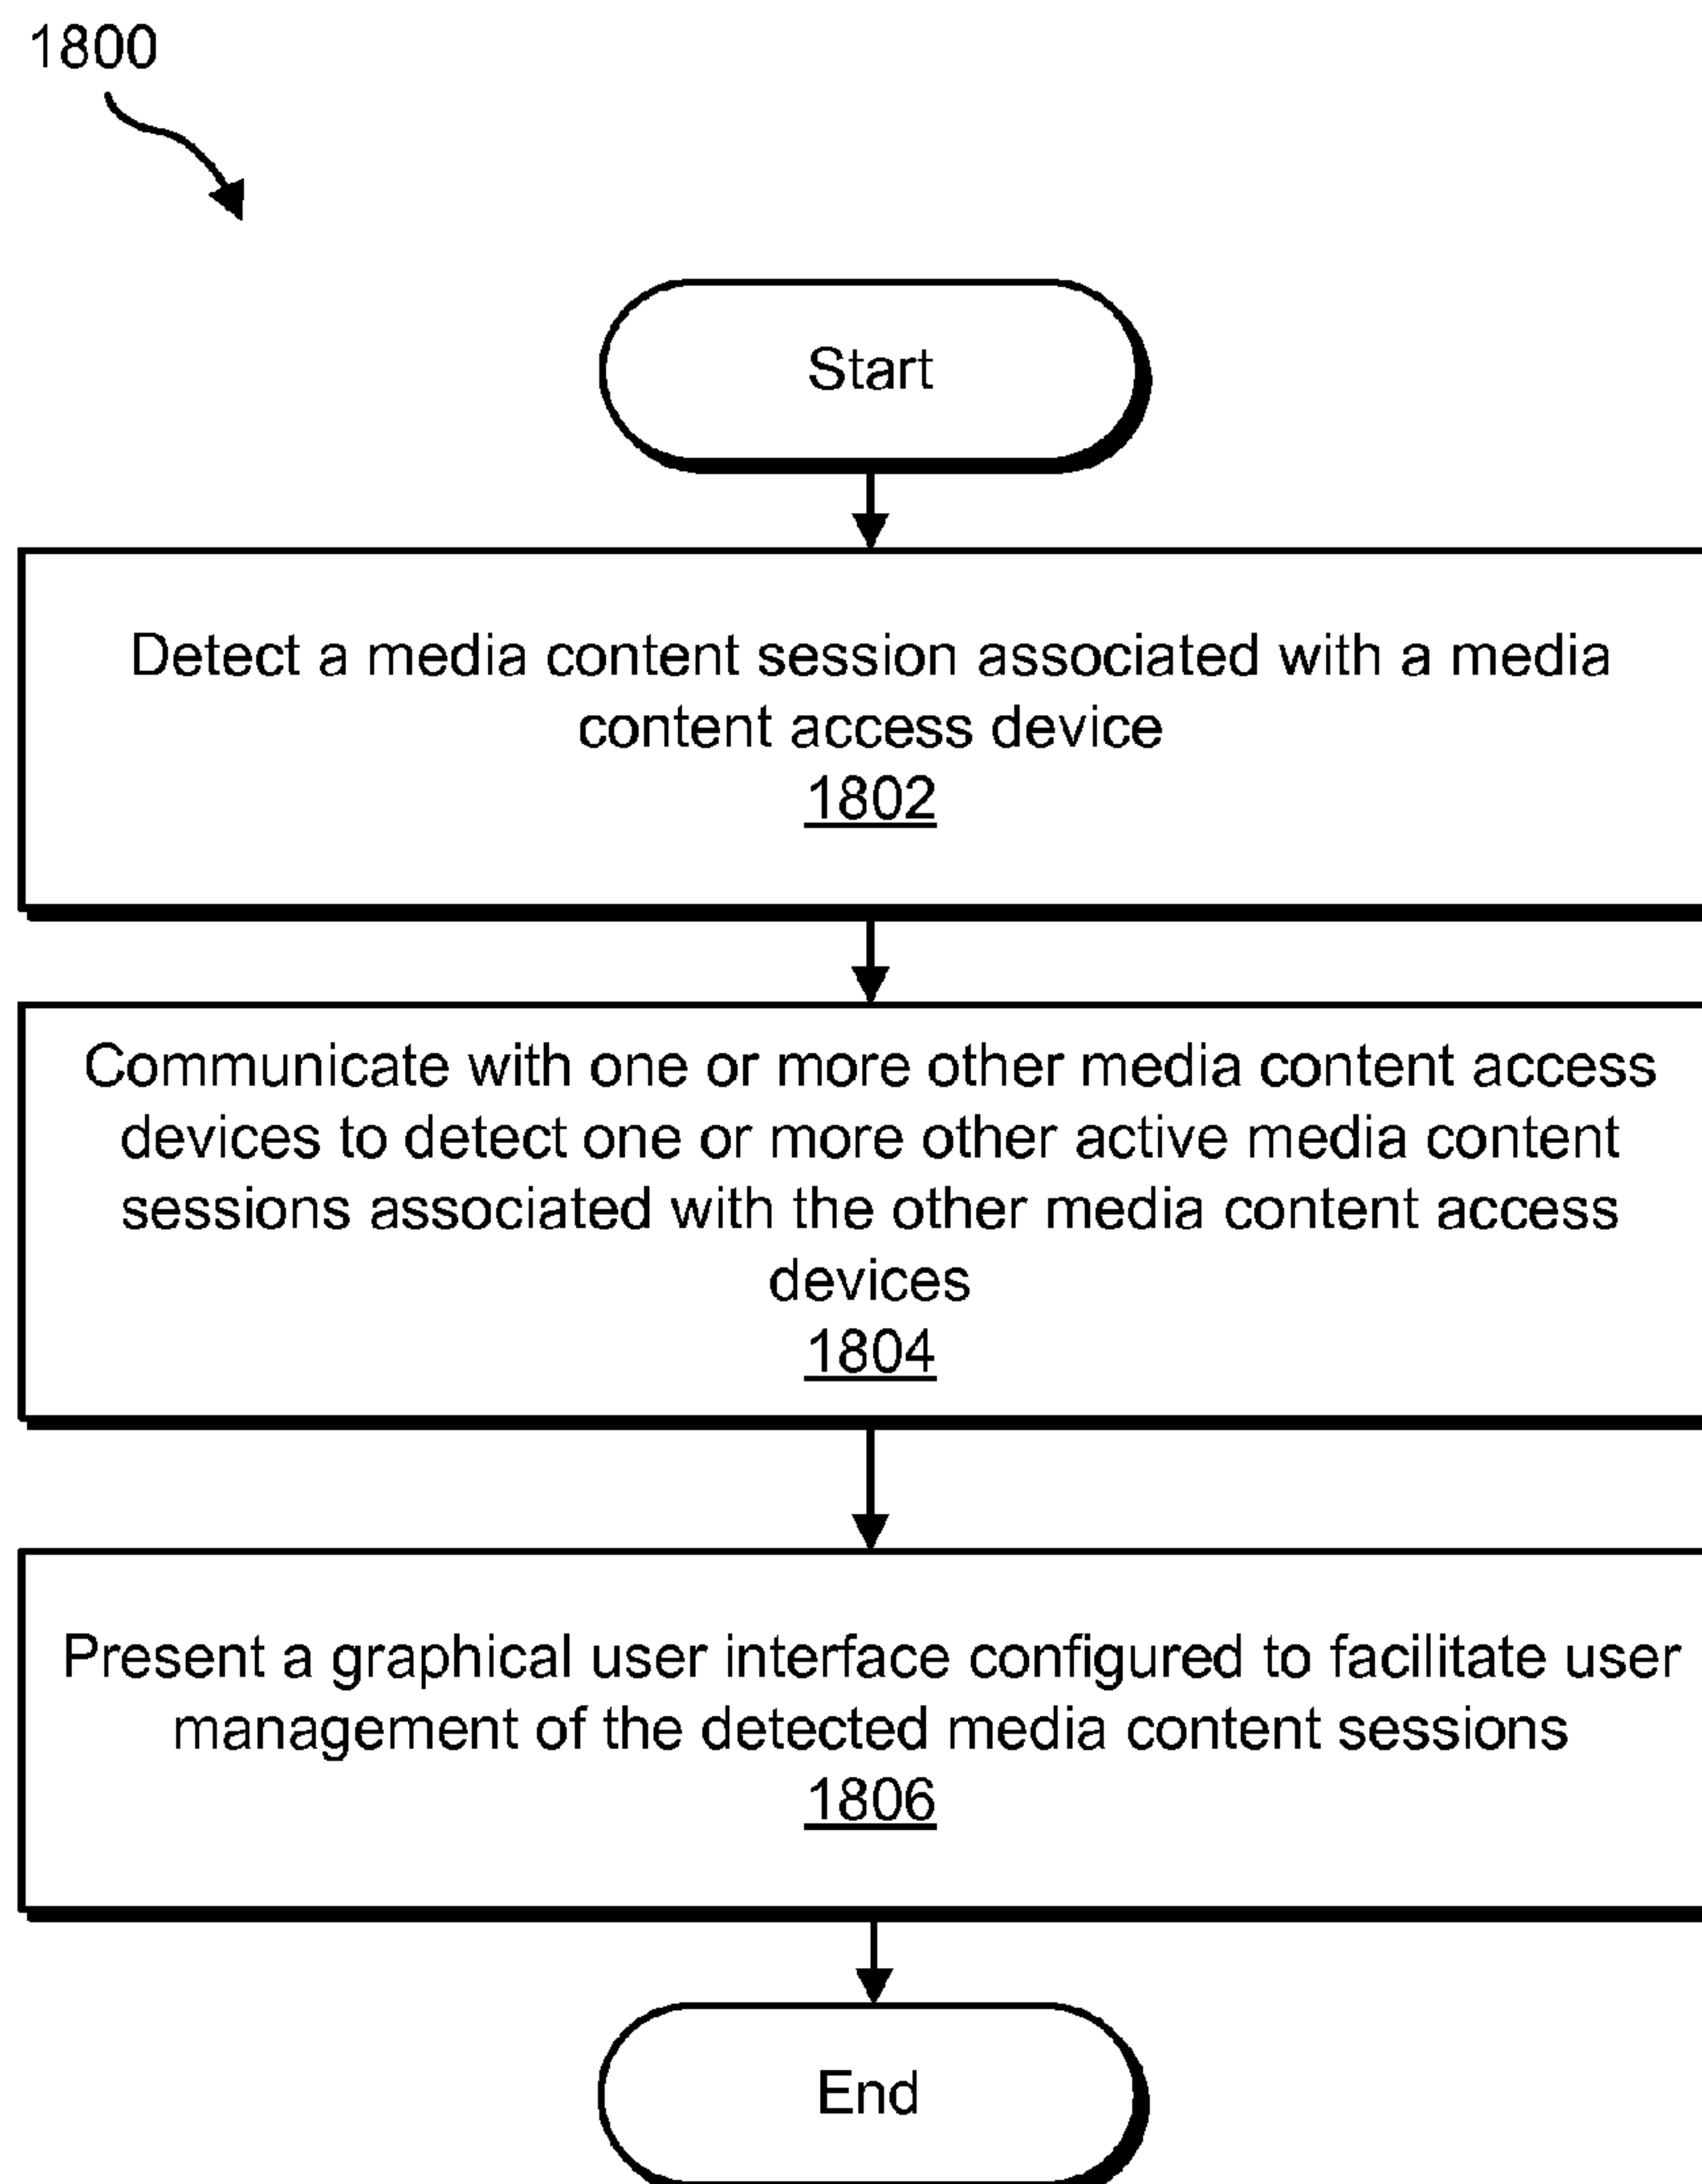 1800
Start
Detect a media content session associated with a media
content access device
1802
Communicate with one or more other media content access
devices to detect one or more other active media content
sessions associated with the other media content access
devices
1804
Present a graphical user interface configured to facilitate user
management of the detected media content sessions
1806
End